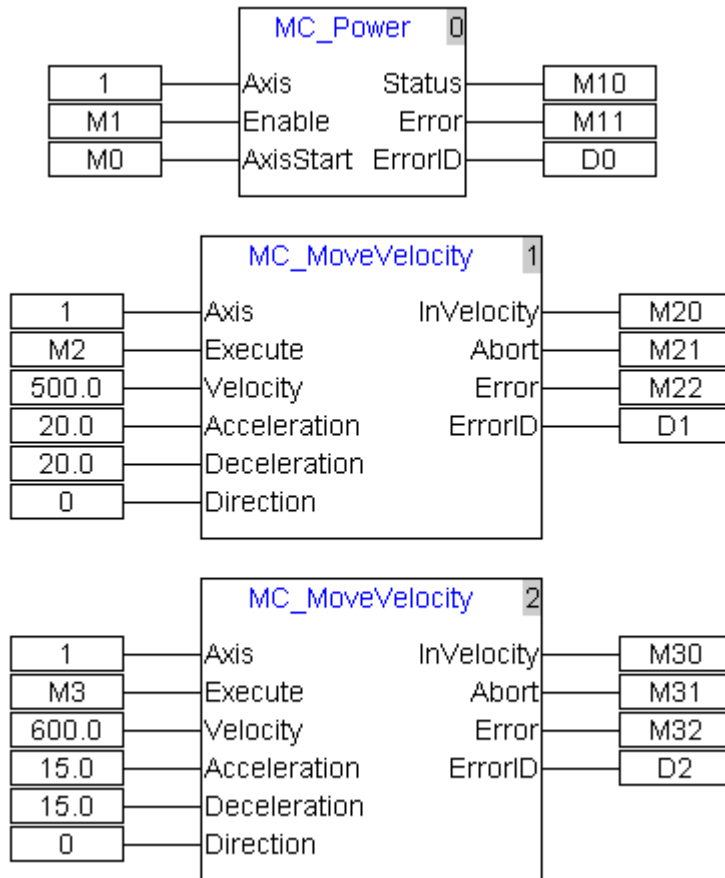 MC_Power 0
1 Axis Status M10
M1 Enable Error M11
M0 AxisStart ErrorID D0
MC_MoveVelocity 1
1 Axis InVelocity M20
M2 Execute Abort M21
500.0 Velocity Error M22
20.0 Acceleration ErrorID D1
20.0 Deceleration
0 Direction
MC_MoveVelocity 2
1 Axis InVelocity M30
M3 Execute Abort M31
600.0 Velocity Error M32
15.0 Acceleration ErrorID D2
15.0 Deceleration
0 Direction